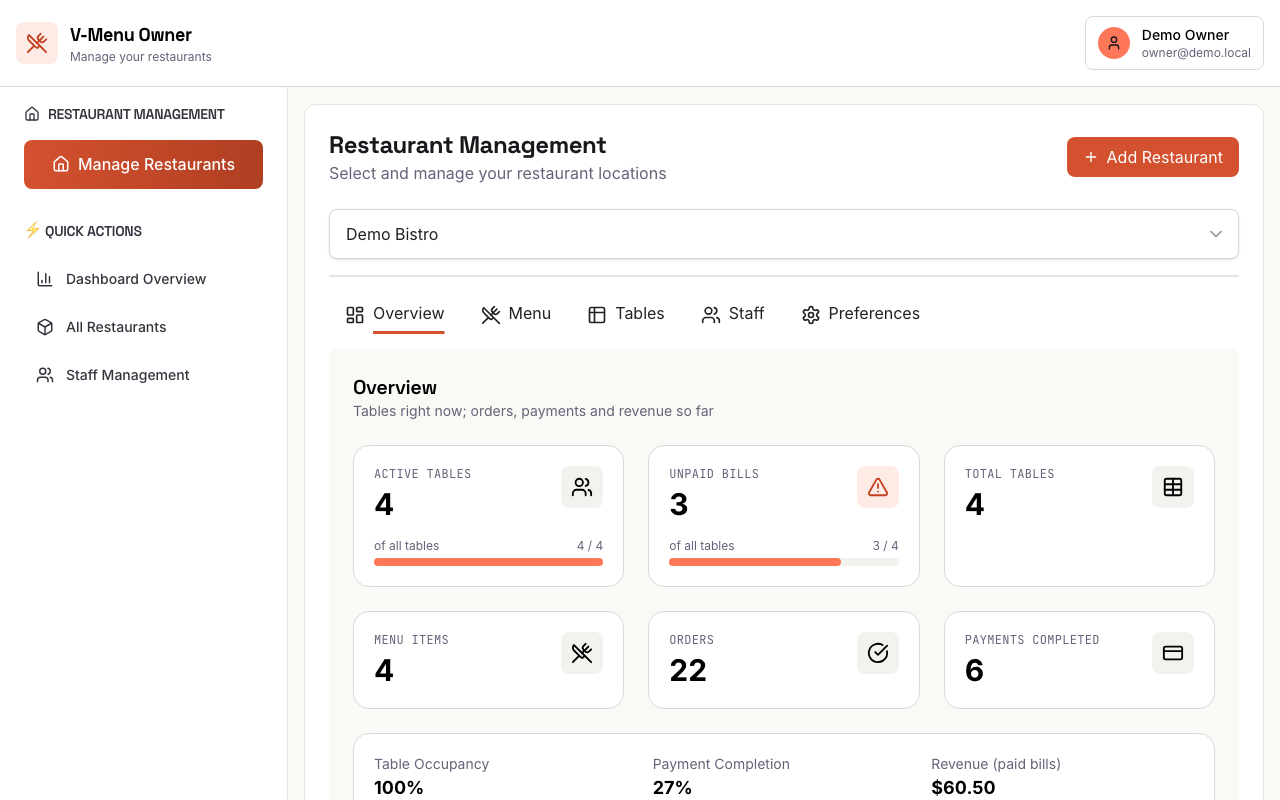 V-Menu Owner
Manage your restaurants
Demo Owner
owner@demo.local
RESTAURANT MANAGEMENT
Manage Restaurants
QUICK ACTIONS
Dashboard Overview
All Restaurants
Staff Management
Restaurant Management
Select and manage your restaurant locations
+ Add Restaurant
Demo Bistro
Overview Menu Tables Staff Preferences
Overview
Tables right now; orders, payments and revenue so far
ACTIVE TABLES
4
of all tables 4 / 4
UNPAID BILLS
3
of all tables 3 / 4
TOTAL TABLES
4
MENU ITEMS
4
ORDERS
22
PAYMENTS COMPLETED
6
Table Occupancy
100%
Payment Completion
27%
Revenue (paid bills)
$60.50